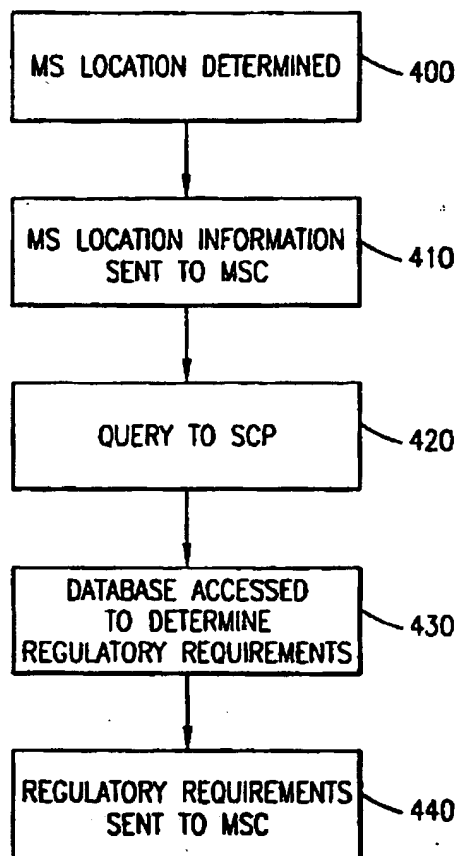 MS LOCATION DETERMINED
400
MS LOCATION INFORMATION
SENT TO MSC
410
QUERY TO SCP
420
DATABASE ACCESSED
TO DETERMINE
REGULATORY REQUIREMENTS
430
REGULATORY REQUIREMENTS
SENT TO MSC
440